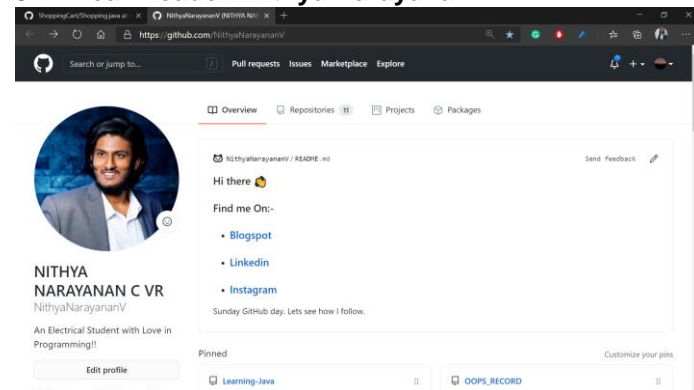 ShoppingCart/Shopping.java at
NithyaNarayananV (NITHYA NAR
https://github.com/NithyaNarayananV
Search or jump to...
/
Pull requests Issues Marketplace Explore
Overview
Repositories 11
Projects
Packages
NithyaNarayananV/README.md
Send feedback
Hi there
Find me On:-
• Blogspot
• Linkedin
• Instagram
Sunday GitHub day. Lets see how I follow.
NITHYA
NARAYANAN C VR
NithyaNarayananV
An Electrical Student with Love in
Programming!!
Edit profile
Pinned
Customize your pins
Learning-Java
OOPS_RECORD